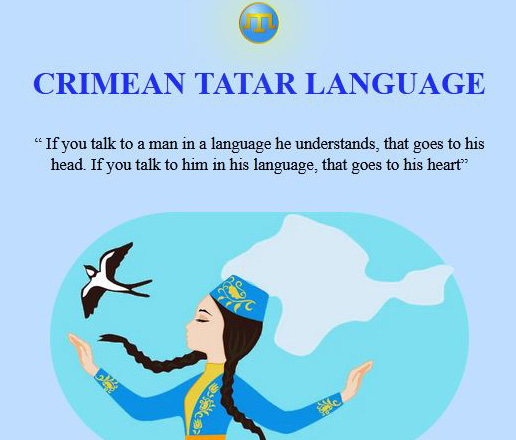 CRIMEAN TATAR LANGUAGE
“ If you talk to a man in a language he understands, that goes to his
head. If you talk to him in his language, that goes to his heart”